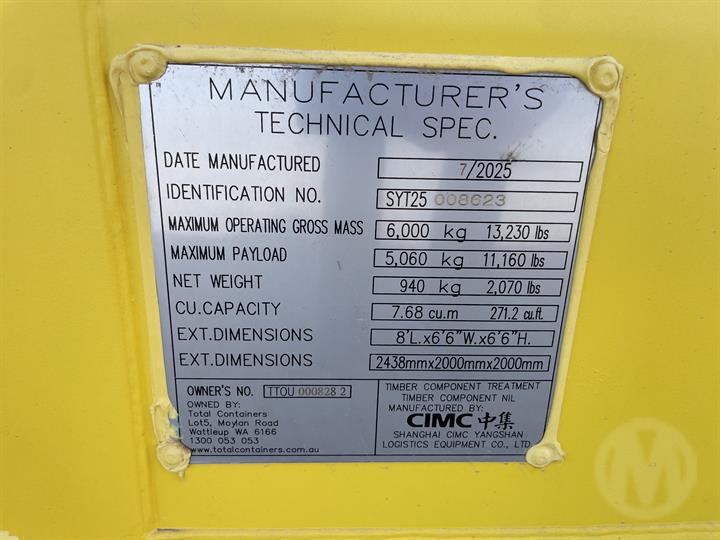 MANUFACTURER'S
TECHNICAL SPEC.
DATE MANUFACTURED 7/2025
IDENTIFICATION NO. SYT25 008623
MAXIMUM OPERATING GROSS MASS 6,000 kg 13,230 lbs
MAXIMUM PAYLOAD 5,060 kg 11,160 lbs
NET WEIGHT 940 kg 2,070 lbs
CU.CAPACITY 7.68 cu.m 271.2 cu.ft.
EXT.DIMENSIONS 8'L.x6'6"W.x6'6"H.
EXT.DIMENSIONS 2438mmx2000mmx2000mm
OWNER'S NO. TTOU 000828 2
OWNED BY:
Total Containers
Lot5, Moylan Road
Wattleup WA 6166
1300 053 053
www.totalcontainers.com.au
TIMBER COMPONENT TREATMENT
TIMBER COMPONENT NIL
MANUFACTURED BY:
CIMC 中集
SHANGHAI CIMC YANGSHAN
LOGISTICS EQUIPMENT CO., LTD.
M